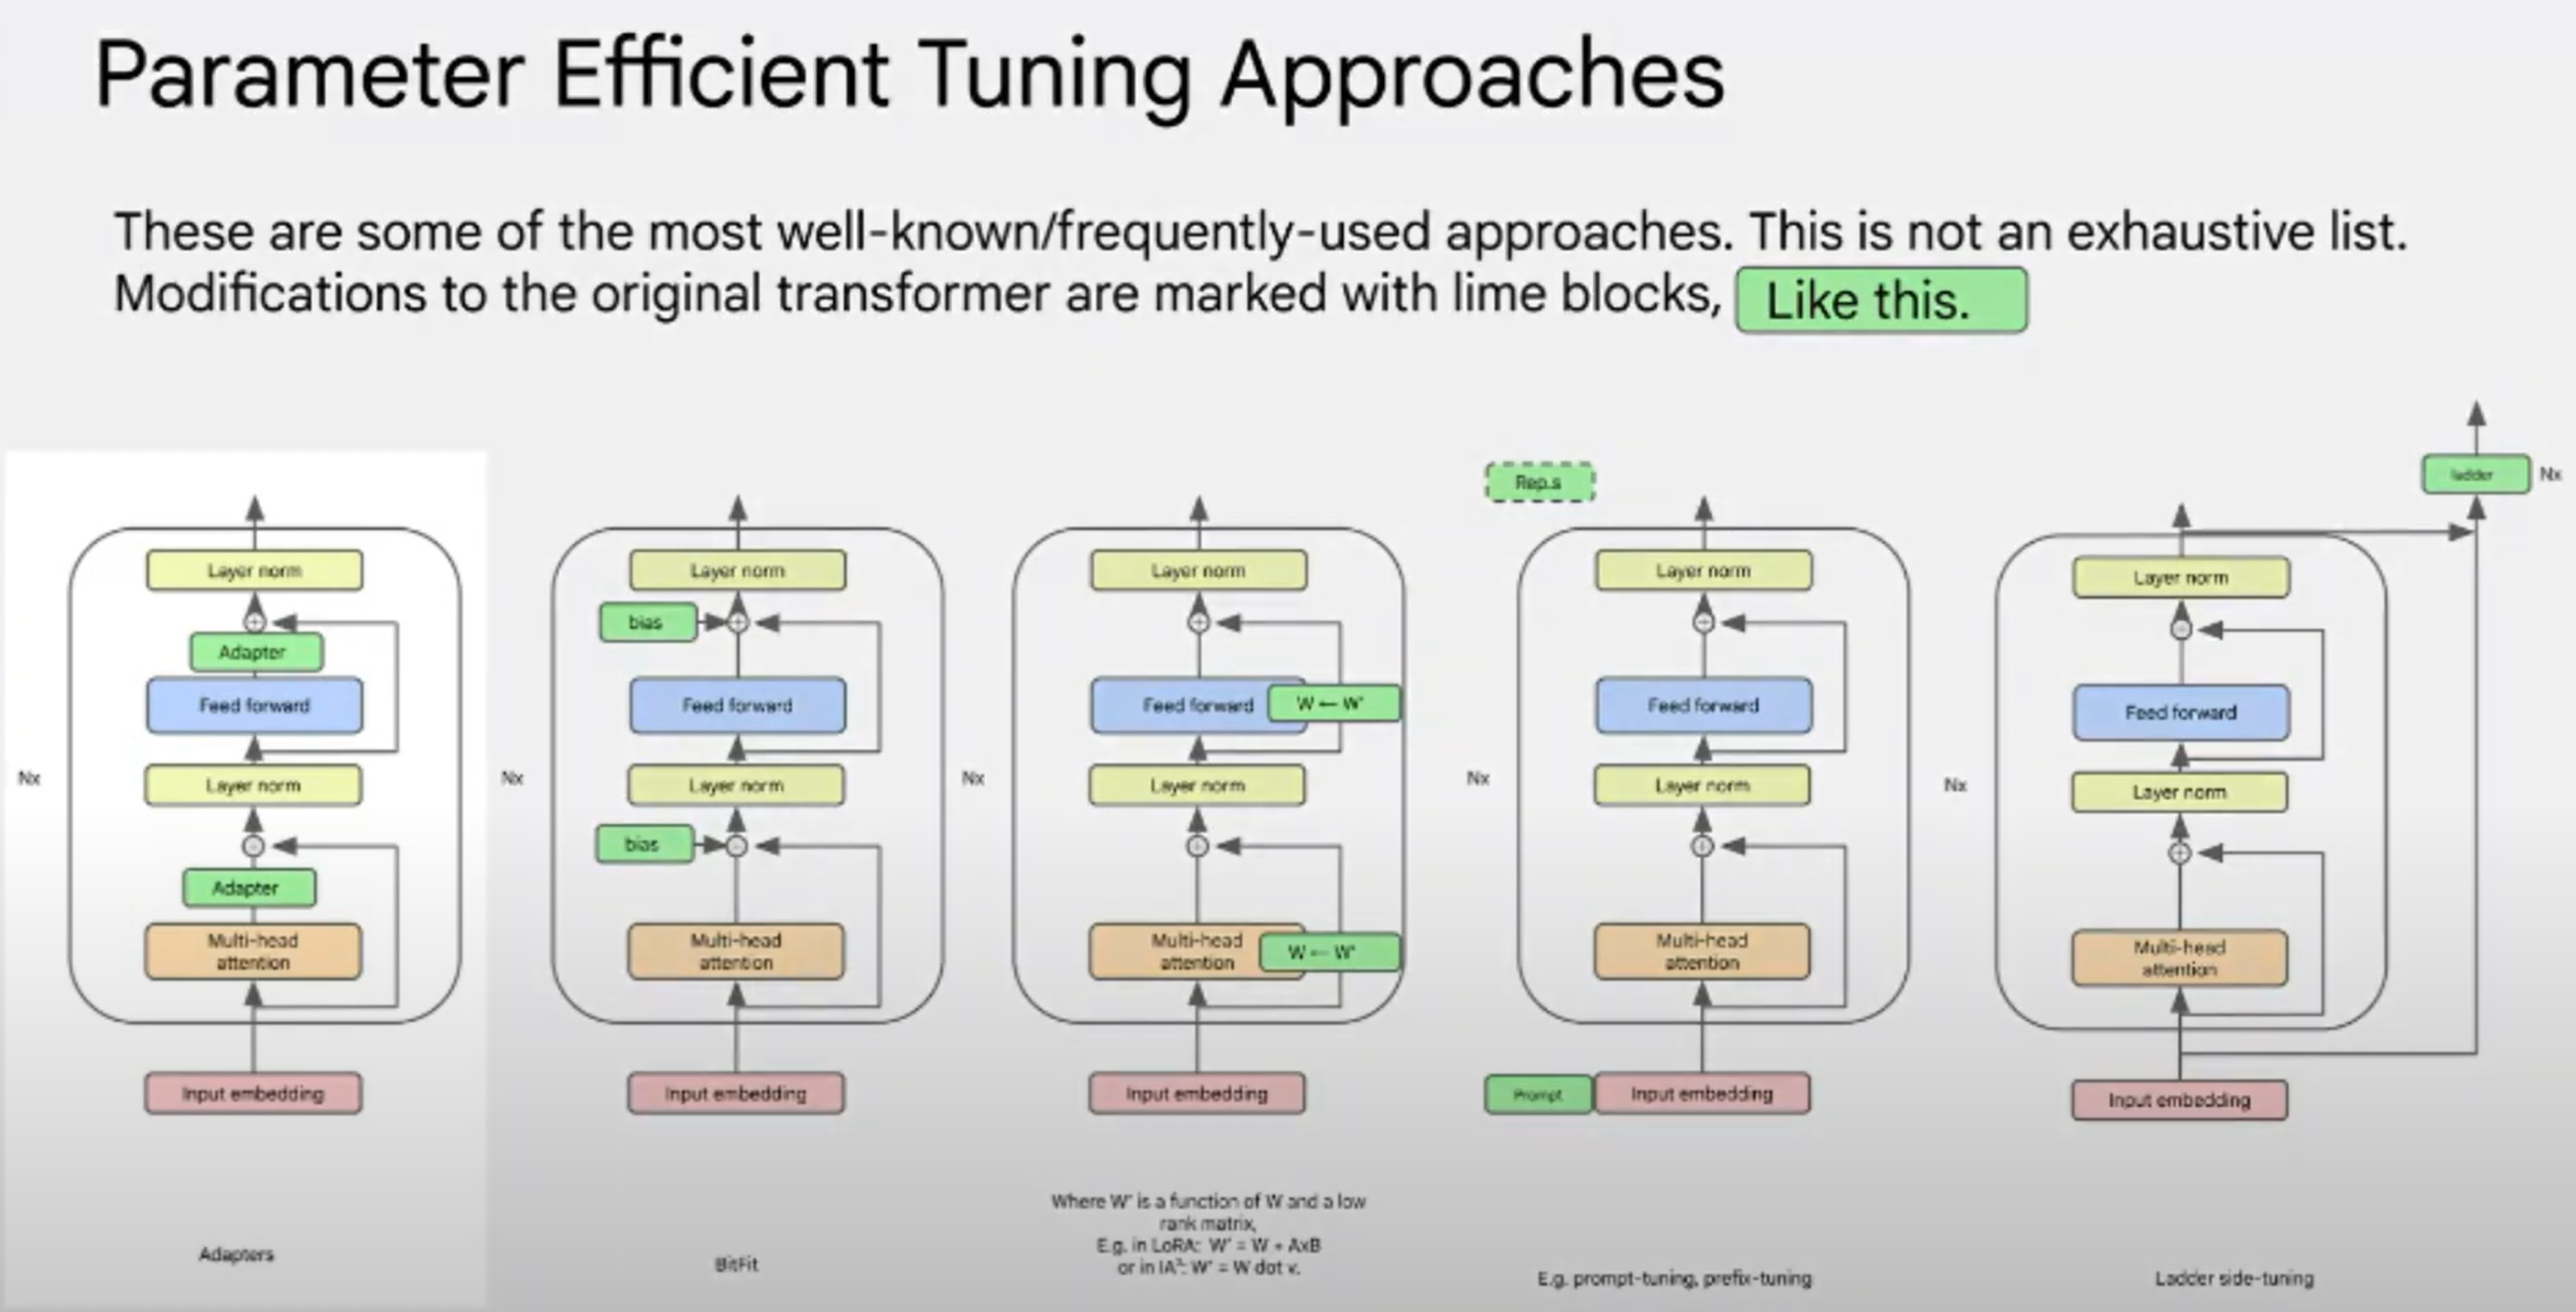 Parameter Efficient Tuning Approaches
These are some of the most well-known/frequently-used approaches. This is not an exhaustive list.
Modifications to the original transformer are marked with lime blocks, Like this.
Layer norm
Adapter
Feed forward
Nx
Layer norm
Adapter
Multi-head
attention
Input embedding
Adapters
Layer norm
bias
Feed forward
Nx
Layer norm
bias
Multi-head
attention
Input embedding
BitFit
Layer norm
Feed forward
W ← W'
Nx
Layer norm
Multi-head
attention
W ← W'
Input embedding
Where W' is a function of W and a low
rank matrix,
E.g. in LoRA: W' = W + AxB
or in IA³: W' = W dot v.
Rep.s
Layer norm
Feed forward
Nx
Layer norm
Multi-head
attention
Prompt
Input embedding
E.g. prompt-tuning, prefix-tuning
ladder
Nx
Layer norm
Feed forward
Nx
Layer norm
Multi-head
attention
Input embedding
Ladder side-tuning